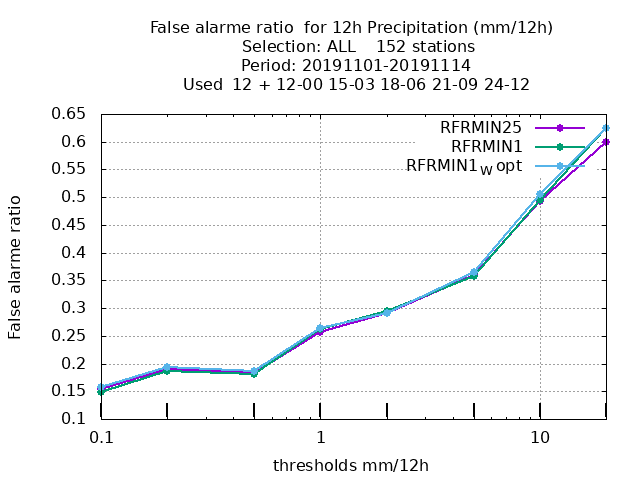 False alarme ratio  for 12h Precipitation (mm/12h)
Selection: ALL    152 stations
Period: 20191101-20191114
Used  12 + 12-00 15-03 18-06 21-09 24-12
0.65
0.6
0.55
0.5
0.45
0.4
0.35
0.3
0.25
0.2
0.15
0.1
False alarme ratio
RFRMIN25
RFRMIN1
RFRMIN1W opt
0.1
1
10
thresholds mm/12h